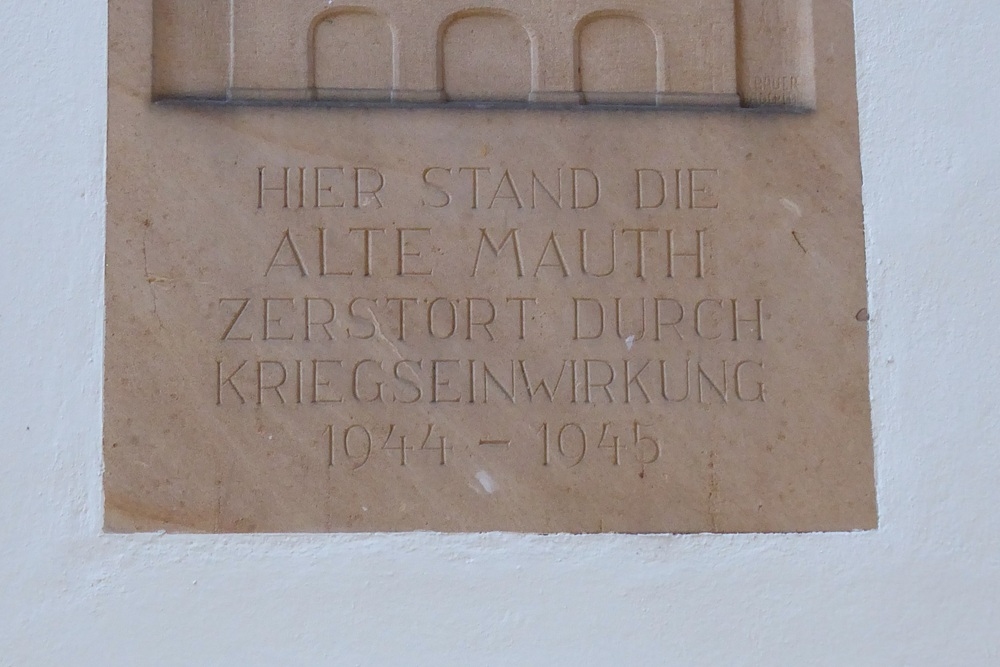 HIER STAND DIE
ALTE MAUTH
ZERSTÖRT DURCH
KRIEGSEINWIRKUNG
1944 – 1945